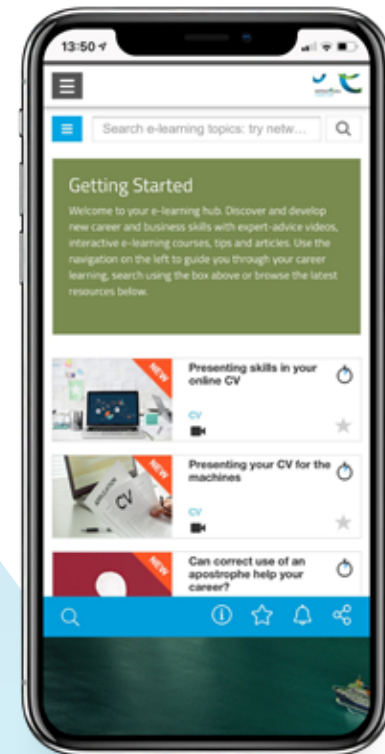 13:50
Search e-learning topics: try netw...
Getting Started
Welcome to your e-learning hub. Discover and develop
new career and business skills with expert-advice videos,
interactive e-learning courses, tips and articles. Use the
navigation on the left to guide you through your career
learning, search using the box above or browse the latest
resources below.
NEW
Presenting skills in your
online CV
CV
NEW
APPLICATION
CV
Presenting your CV for the
machines
CV
NEW
Can correct use of an
apostrophe help your
career?